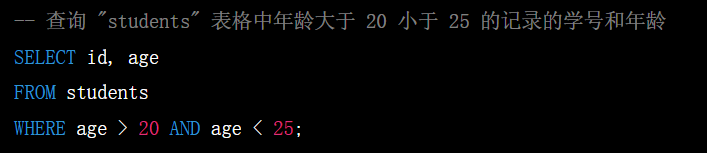 -- 查询 "students" 表格中年龄大于 20 小于 25 的记录的学号和年龄
SELECT id, age
FROM students
WHERE age > 20 AND age < 25;